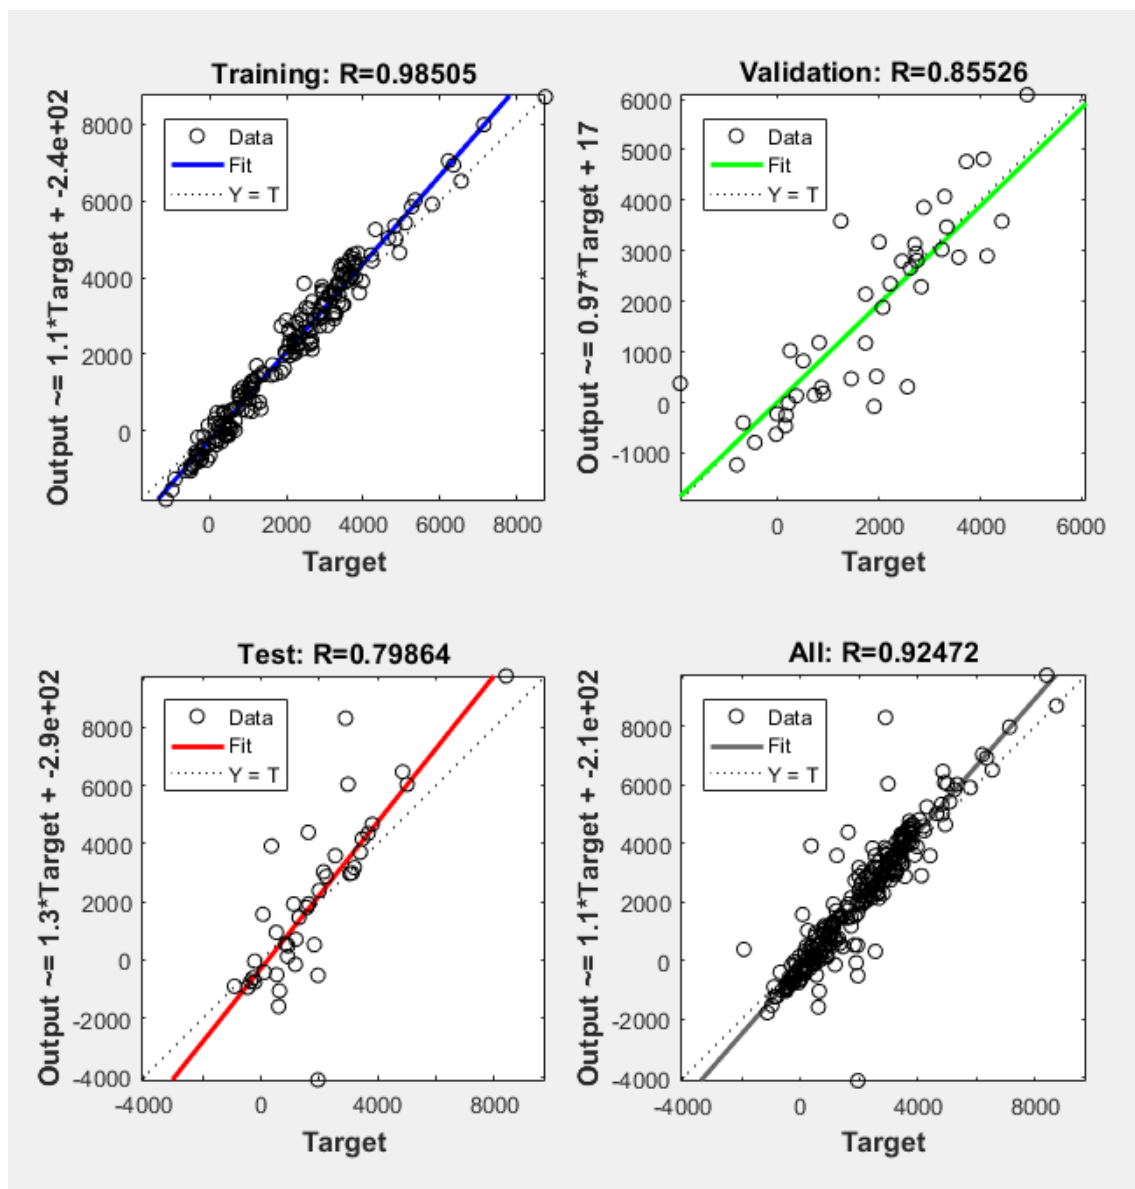 Training: R=0.98505
Output ~= 1.1*Target + -2.4e+02
8000
6000
4000
2000
0
Data
Fit
Y = T
0 2000 4000 6000 8000
Target
Validation: R=0.85526
Output ~= 0.97*Target + 17
6000
5000
4000
3000
2000
1000
0
-1000
Data
Fit
Y = T
0 2000 4000 6000
Target
Test: R=0.79864
Output ~= 1.3*Target + -2.9e+02
8000
6000
4000
2000
0
-2000
-4000
Data
Fit
Y = T
-4000 0 4000 8000
Target
All: R=0.92472
Output ~= 1.1*Target + -2.1e+02
8000
6000
4000
2000
0
-2000
-4000
Data
Fit
Y = T
-4000 0 4000 8000
Target